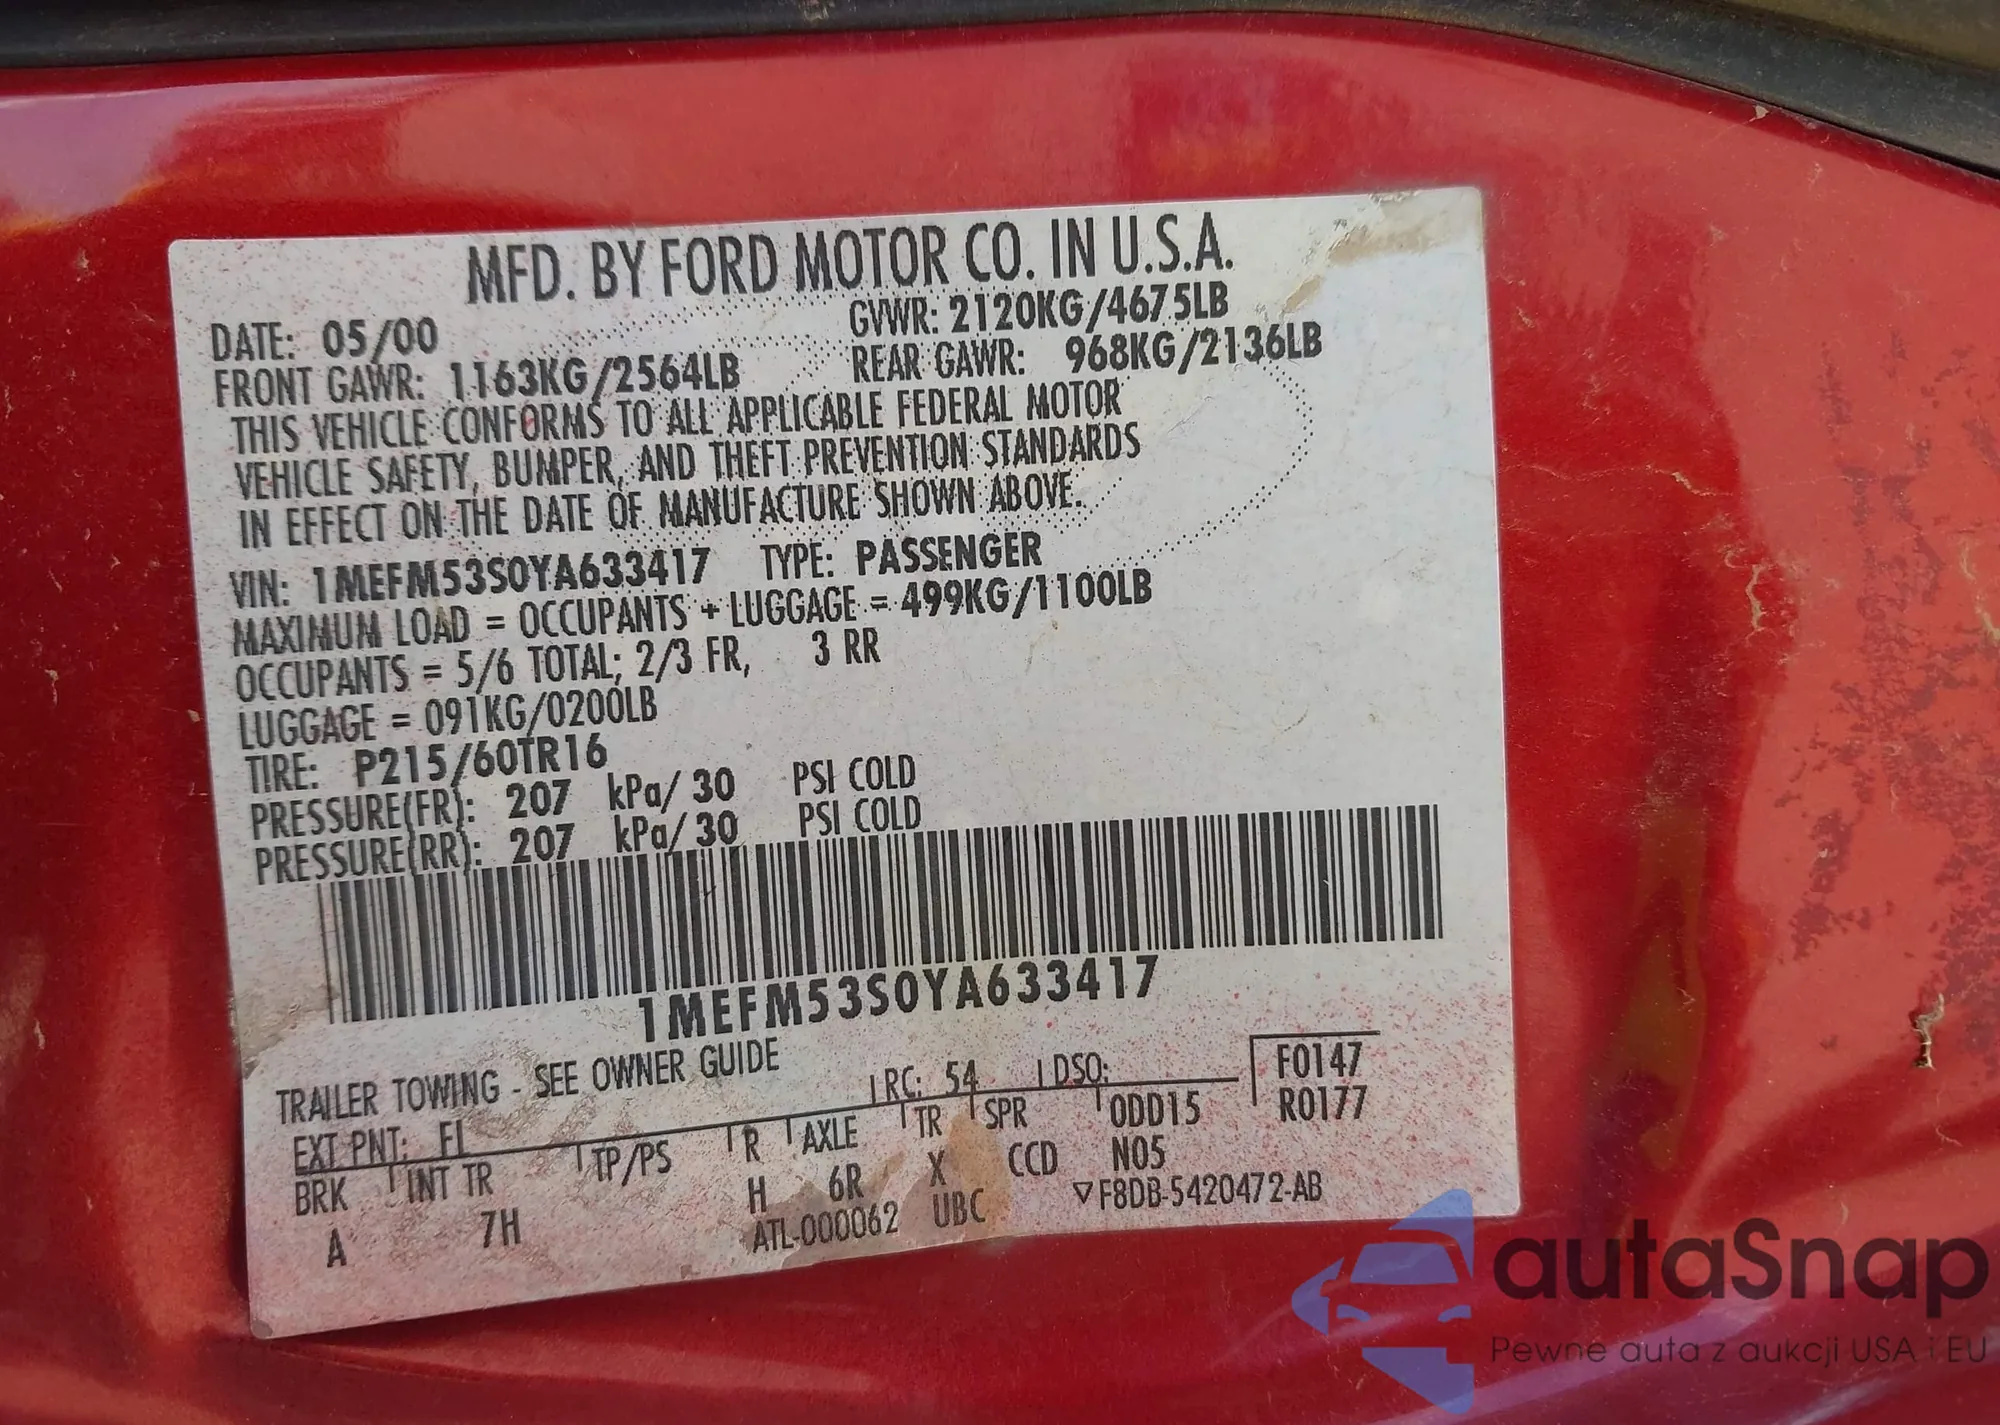 MFD. BY FORD MOTOR CO. IN U.S.A.
DATE: 05/00 GVWR: 2120KG/4675LB
FRONT GAWR: 1163KG/2564LB REAR GAWR: 968KG/2136LB
THIS VEHICLE CONFORMS TO ALL APPLICABLE FEDERAL MOTOR
VEHICLE SAFETY, BUMPER, AND THEFT PREVENTION STANDARDS
IN EFFECT ON THE DATE OF MANUFACTURE SHOWN ABOVE.
VIN: 1MEFM53S0YA633417 TYPE: PASSENGER
MAXIMUM LOAD = OCCUPANTS + LUGGAGE = 499KG/1100LB
OCCUPANTS = 5/6 TOTAL; 2/3 FR, 3 RR
LUGGAGE = 091KG/0200LB
TIRE: P215/60TR16
PRESSURE(FR): 207 kPa/ 30 PSI COLD
PRESSURE(RR): 207 kPa/ 30 PSI COLD
1MEFM53S0YA633417
TRAILER TOWING - SEE OWNER GUIDE
EXT PNT: FL RC: 54 DSO: F0147
BRK INT TR TP/PS R AXLE TR SPR 0DD15 R0177
A 7H H 6R X CCD N05
ATL-000062 UBC ▽F8DB-5420472-AB
autaSnap
Pewne auta z aukcji USA i EU